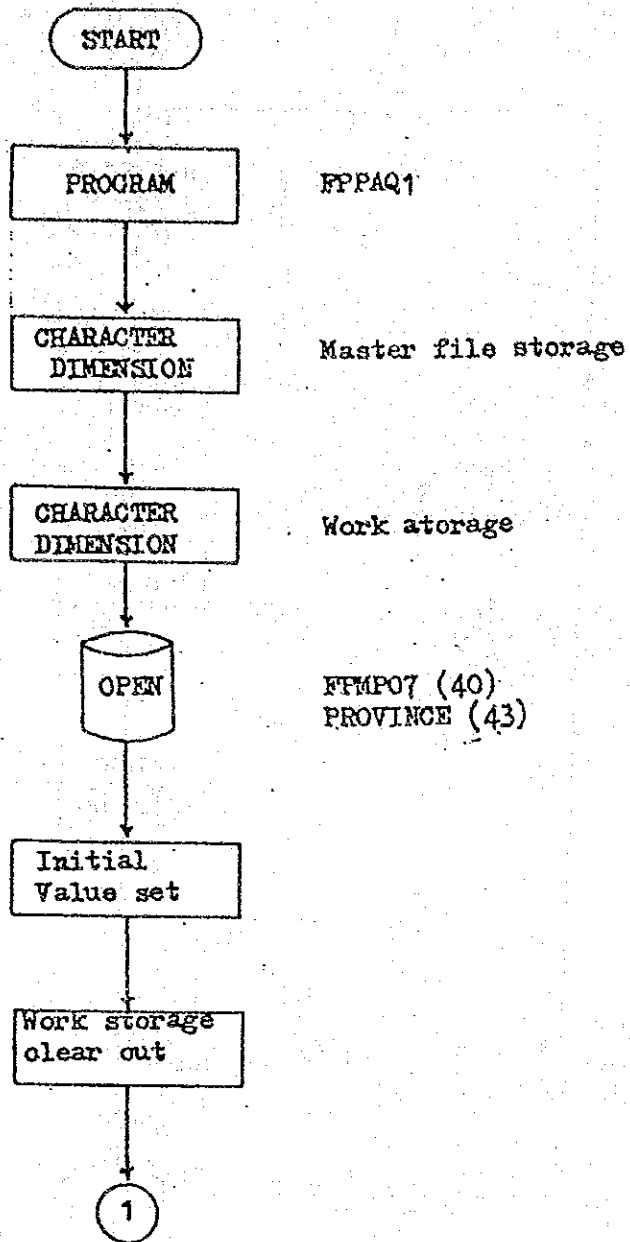 START
PROGRAM
FPPAQ1
CHARACTER
DIMENSION
Master file storage
CHARACTER
DIMENSION
Work atorage
OPEN
FTMP07 (40)
PROVINCE (43)
Initial
Value set
Work storage
clear out
1